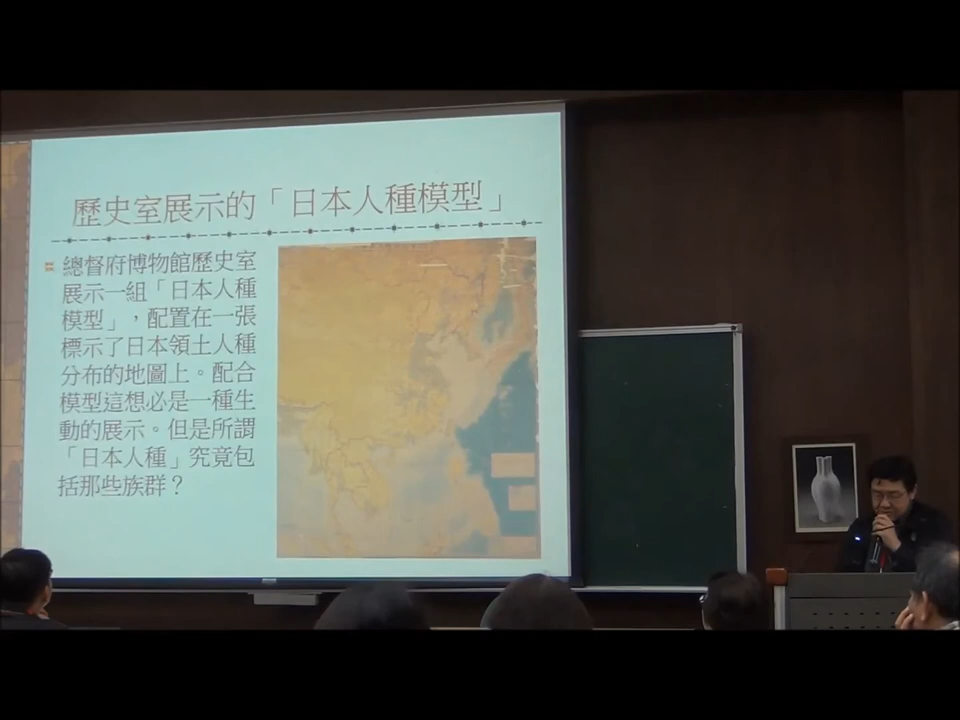 歷史室展示的「日本人種模型」
總督府博物館歷史室
展示一組「日本人種
模型」，配置在一張
標示了日本領土人種
分布的地圖上。配合
模型這想必是一種生
動的展示。但是所謂
「日本人種」究竟包
括那些族群？